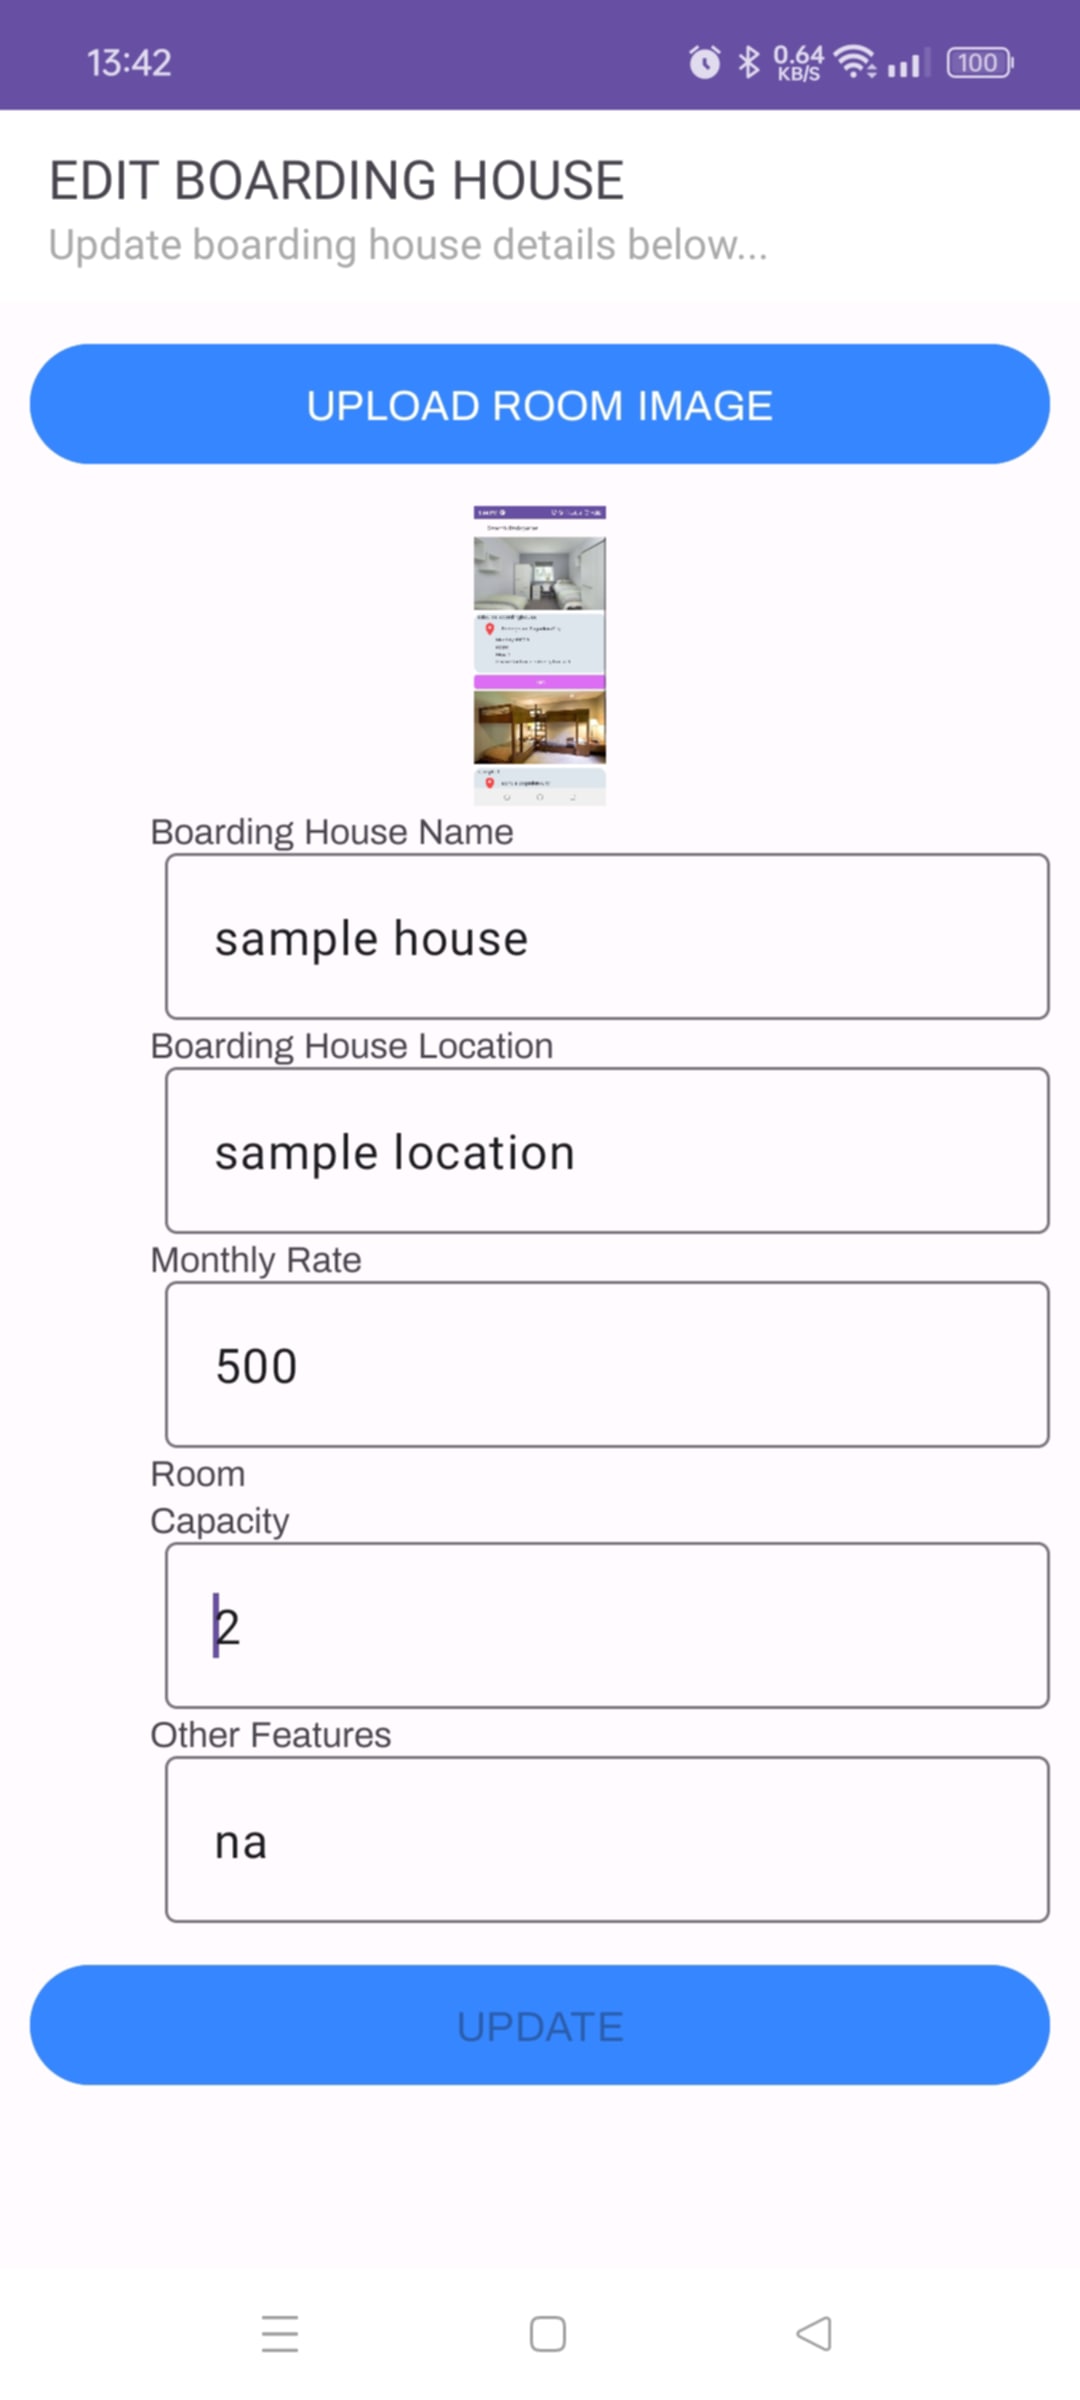 13:42
0.64
KB/S
100
EDIT BOARDING HOUSE
Update boarding house details below...
UPLOAD ROOM IMAGE
Boarding House Name
sample house
Boarding House Location
sample location
Monthly Rate
500
Room
Capacity
2
Other Features
na
UPDATE